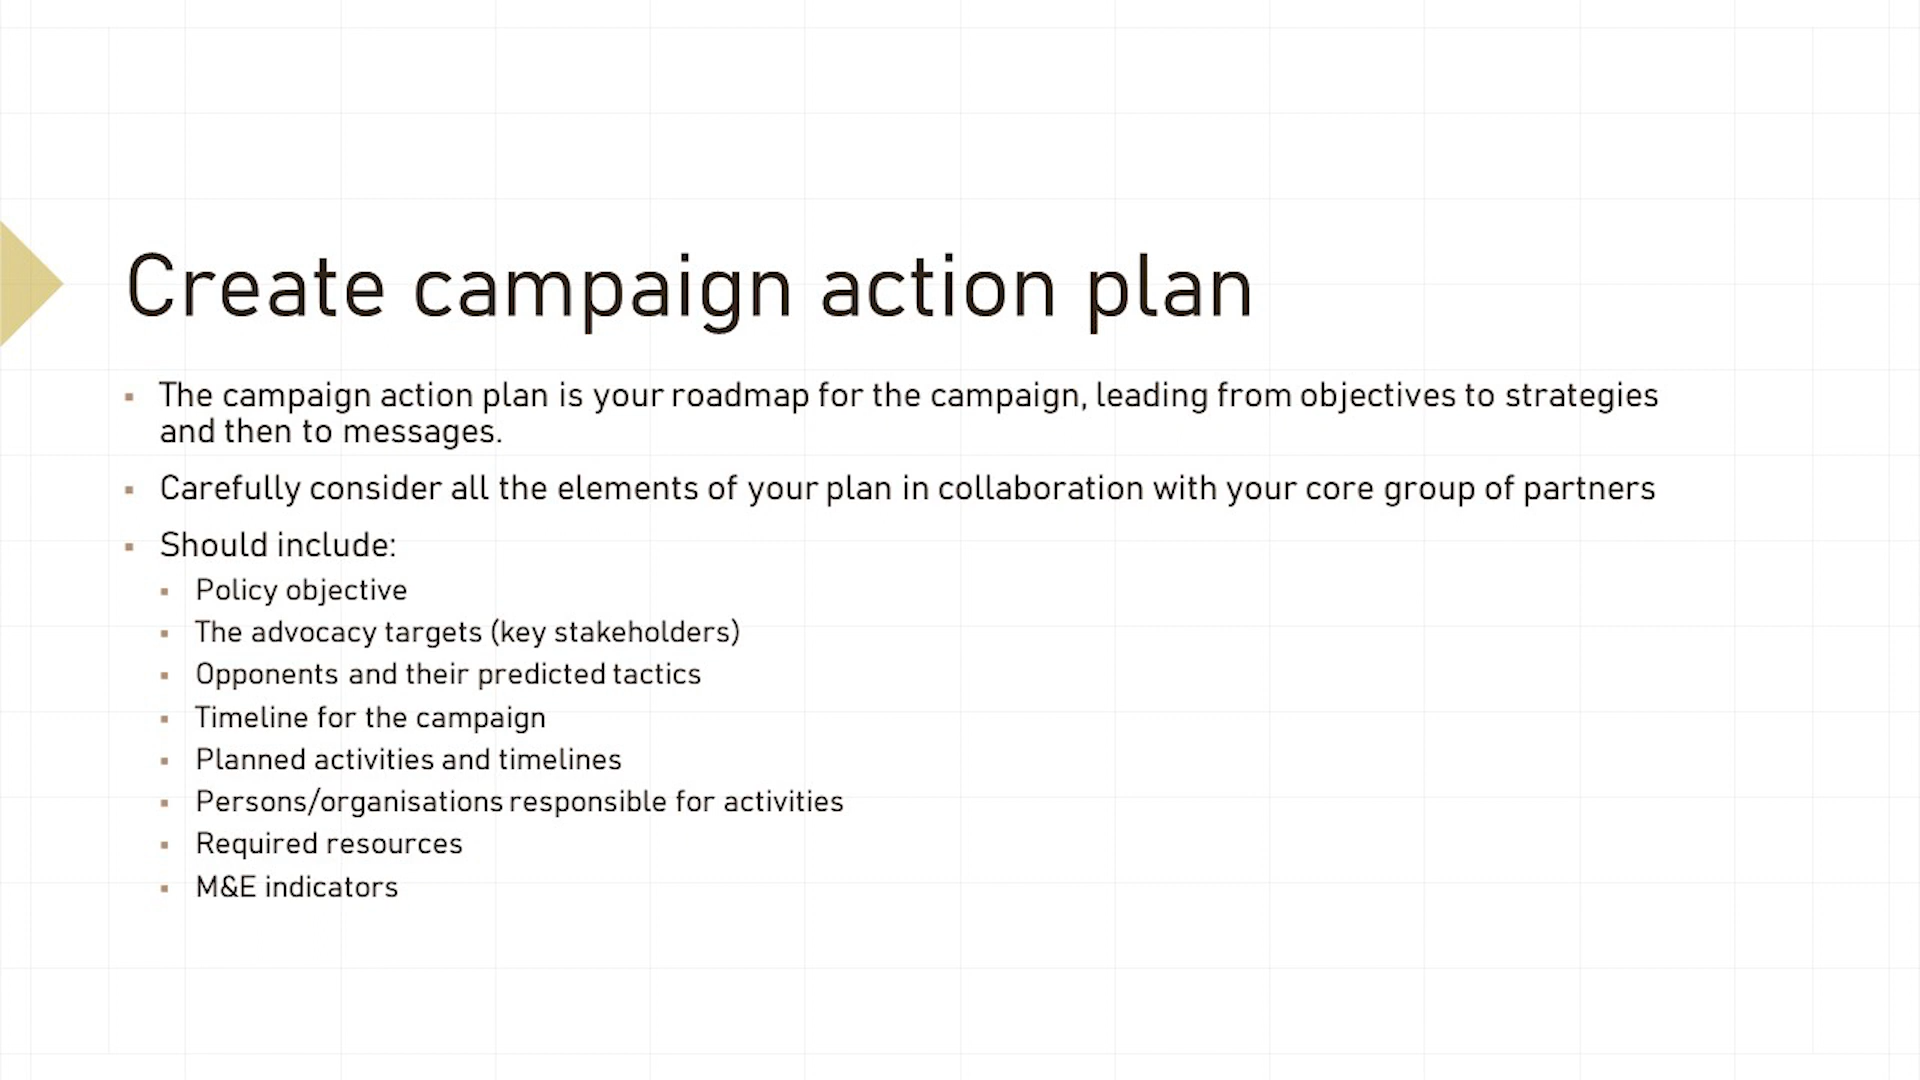 Create campaign action plan
The campaign action plan is your roadmap for the campaign, leading from objectives to strategies
and then to messages.
Carefully consider all the elements of your plan in collaboration with your core group of partners
Should include:
Policy objective
The advocacy targets (key stakeholders)
Opponents and their predicted tactics
Timeline for the campaign
Planned activities and timelines
Persons/organisations responsible for activities
Required resources
M&E indicators